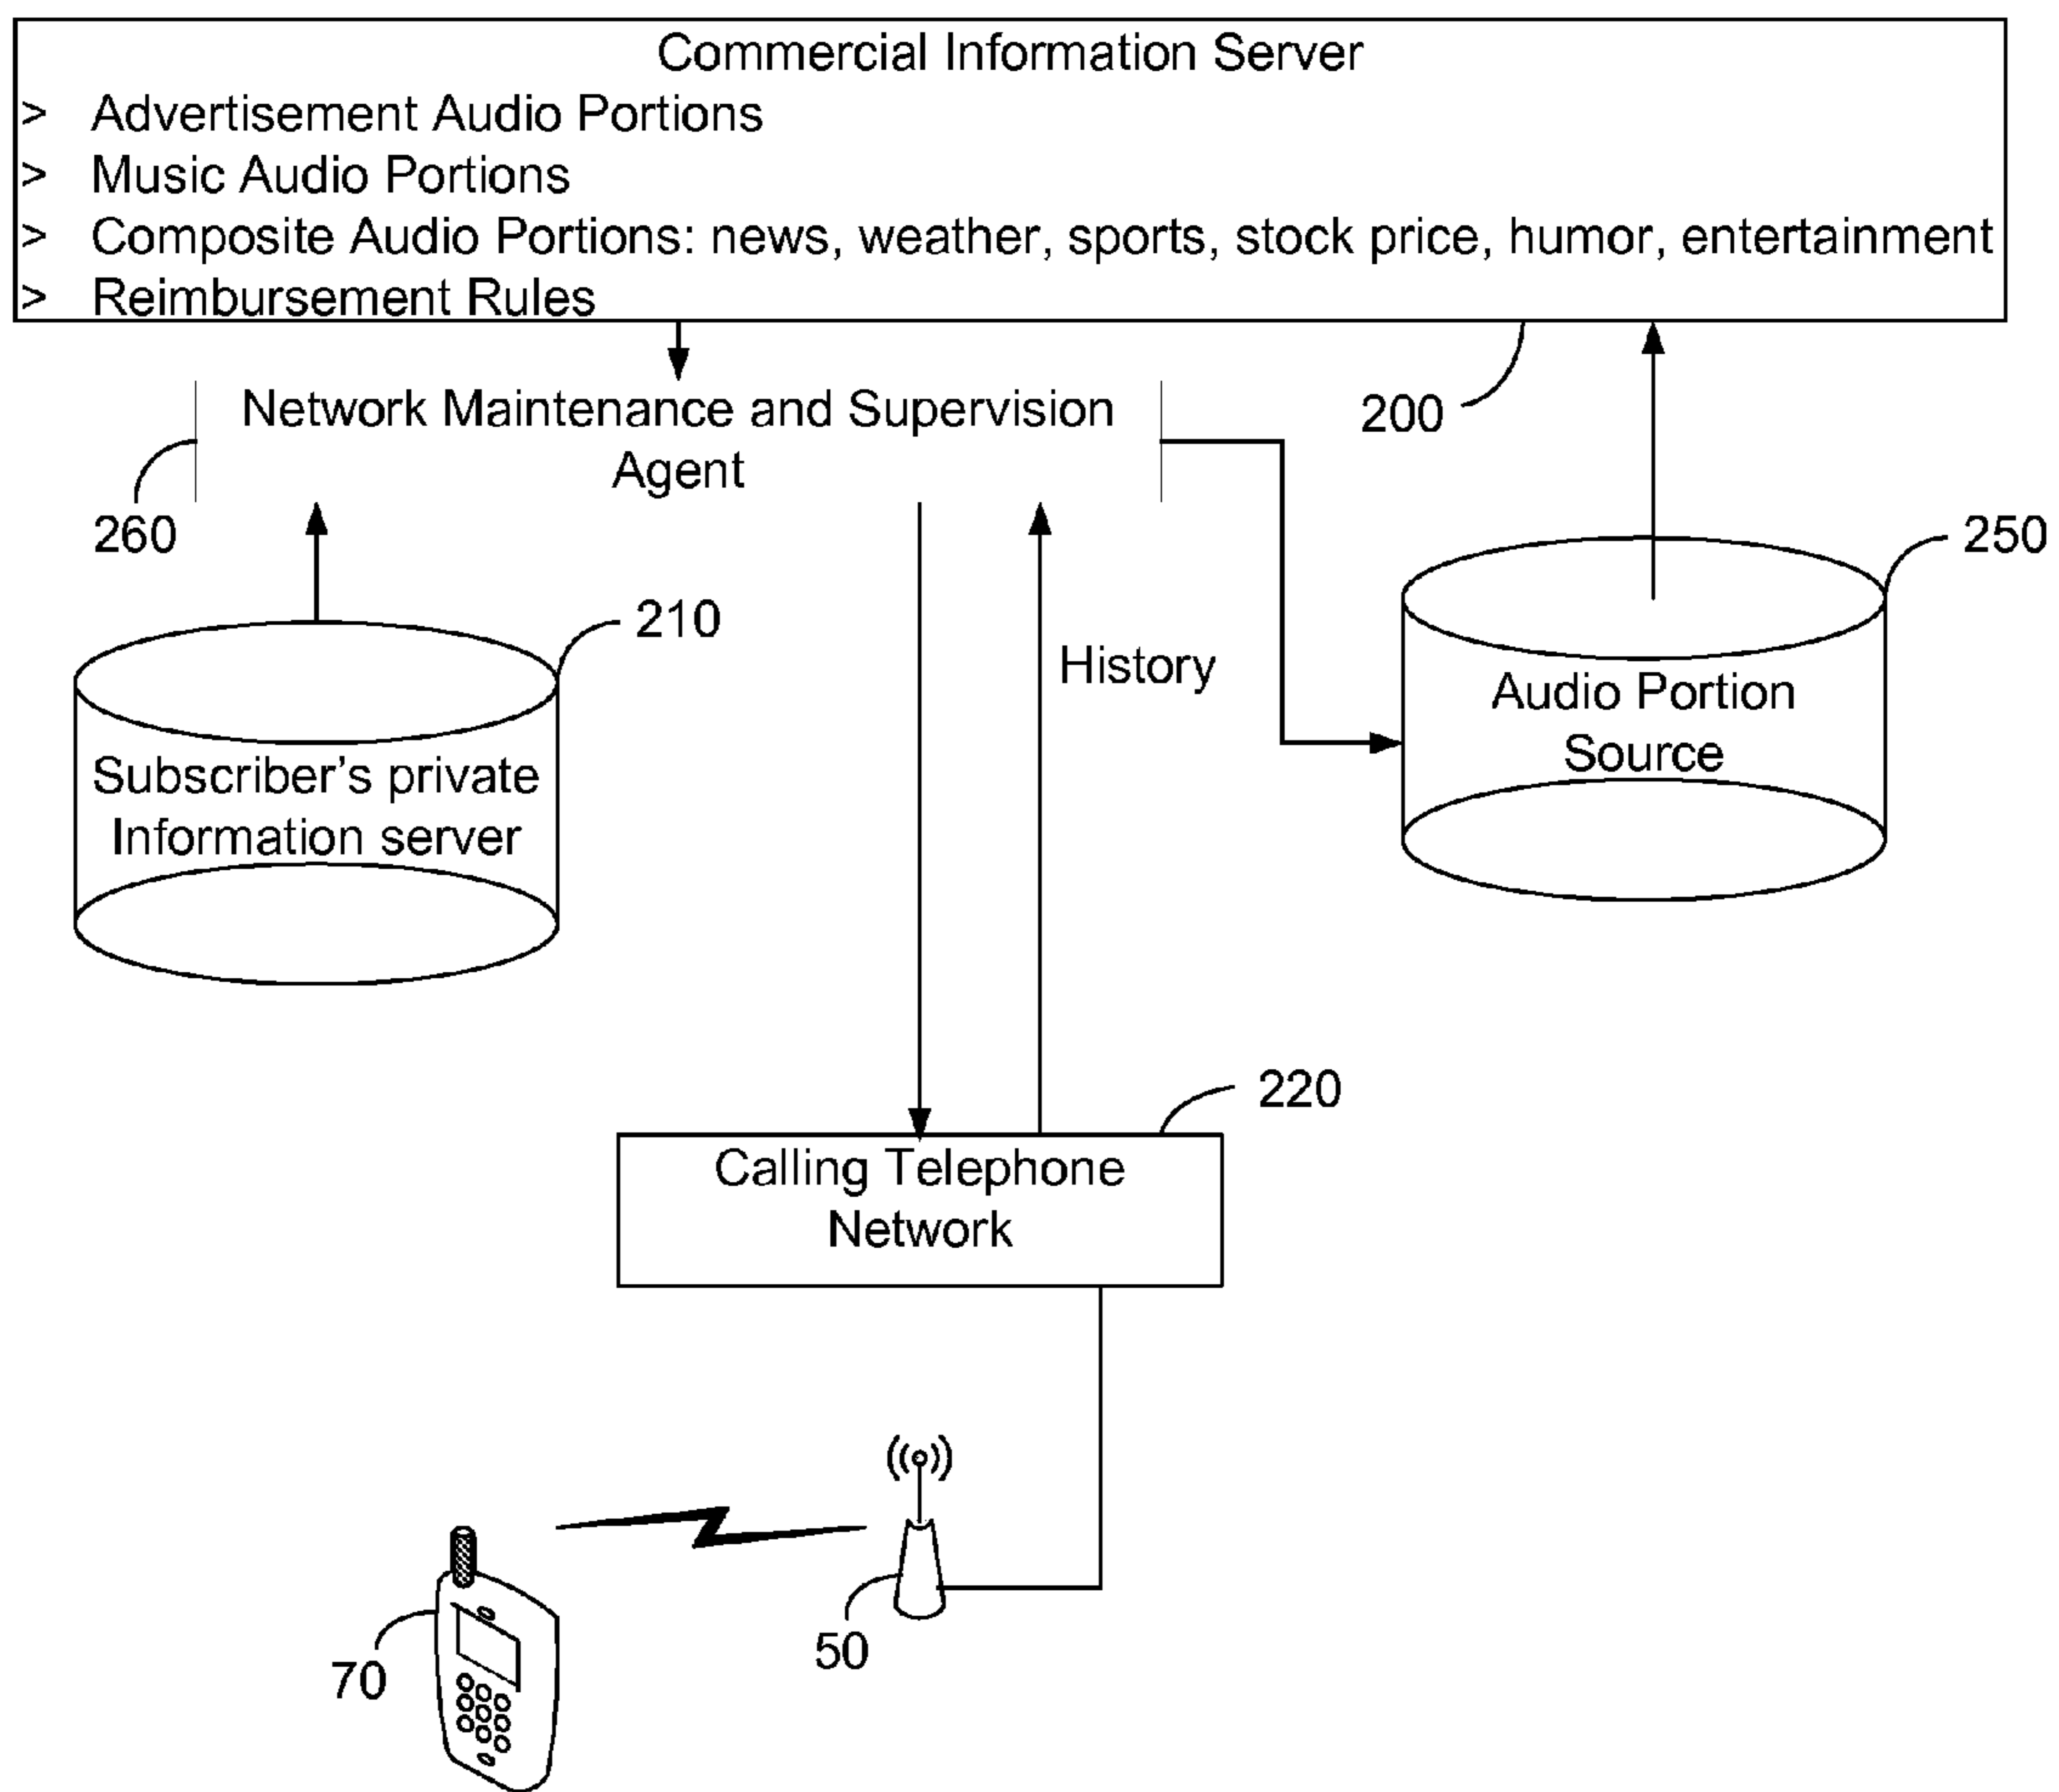 Commercial Information Server
> Advertisement Audio Portions
> Music Audio Portions
> Composite Audio Portions: news, weather, sports, stock price, humor, entertainment
> Reimbursement Rules
Network Maintenance and Supervision
Agent
200
260
250
210
History
Audio Portion
Source
Subscriber's private
Information server
220
Calling Telephone
Network
50
70